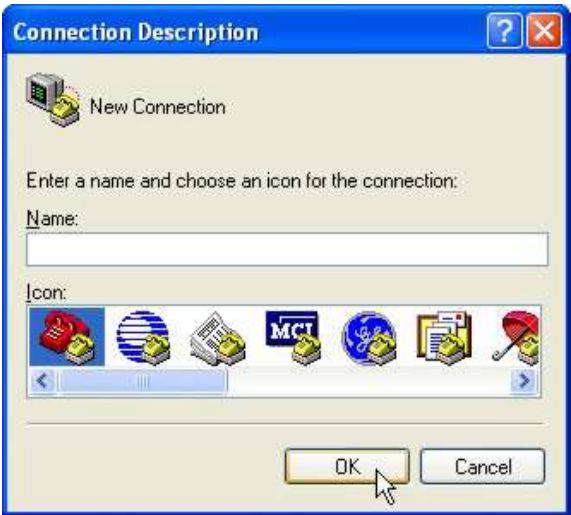 Connection Description
New Connection
Enter a name and choose an icon for the connection:
Name:
Icon:
MCI
OK
Cancel